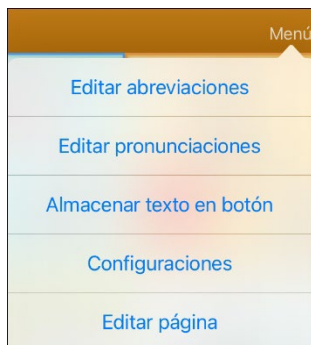 Menú
Editar abreviaciones
Editar pronunciaciones
Almacenar texto en botón
Configuraciones
Editar página